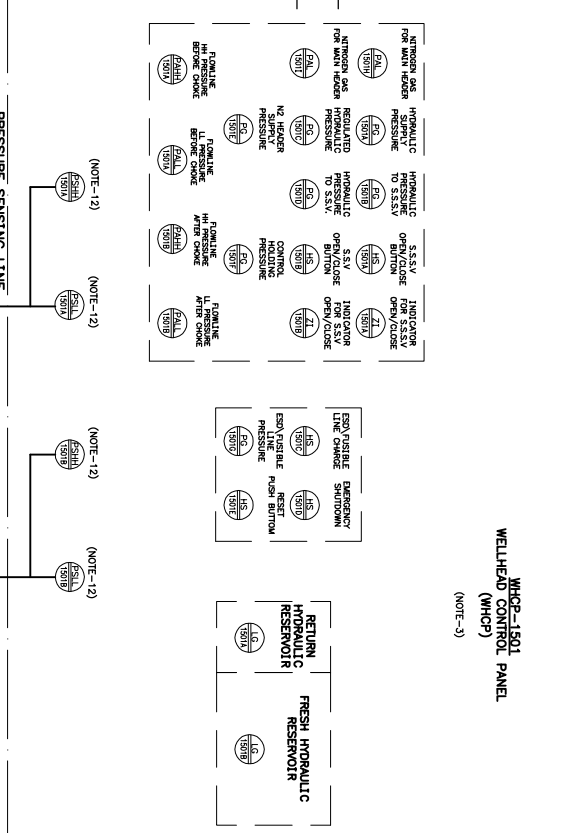 WHCP-1501
WELLHEAD CONTROL PANEL
(WHCP)
(NOTE-3)
NITROGEN GAS
FOR MAIN HEADER
PAL
1501H
HYDRAULIC
SUPPLY
PRESSURE
PG
1501A
HYDRAULIC
PRESSURE
TO S.S.S.V
PG
1501B
S.S.S.V
OPEN/CLOSE
BUTTON
HS
1501A
INDICATOR
FOR S.S.S.V
OPEN/CLOSE
ZI
1501A
NITROGEN GAS
FOR MAIN HEADER
PAL
1501E
REGULATED
HYDRAULIC
PRESSURE
PG
1501C
HYDRAULIC
PRESSURE
TO S.S.V.
PG
1501D
S.S.V
OPEN/CLOSE
BUTTON
HS
1501B
INDICATOR
FOR S.S.V
OPEN/CLOSE
ZI
1501B
N2 HEADER
SUPPLY
PRESSURE
PG
1501E
CONTROL
HOLDING
PRESSURE
PG
1501F
FLOWLINE
HH PRESSURE
BEFORE CHOKE
PAHH
1501A
FLOWLINE
LL PRESSURE
BEFORE CHOKE
PALL
1501A
FLOWLINE
HH PRESSURE
AFTER CHOKE
PAHH
1501B
FLOWLINE
LL PRESSURE
AFTER CHOKE
PALL
1501B
ESD\FUSIBLE
LINE CHARGE
HS
1501C
EMERGENCY
SHUTDOWN
HS
1501D
ESD\FUSIBLE
LINE
PRESSURE
PG
1501G
RESET
PUSH BUTTOM
HS
1501E
RETURN
HYDRAULIC
RESERVOIR
LG
1501A
FRESH HYDRAULIC
RESERVOIR
LG
1501B
(NOTE-12)
PSHH
1501A
(NOTE-12)
PSLL
1501A
(NOTE-12)
PSHH
1501B
(NOTE-12)
PSLL
1501B
PRESSURE SENSING LINE